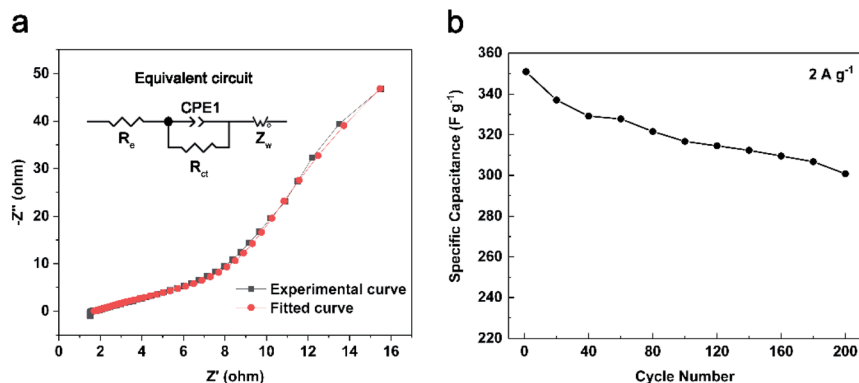 a
50
40
30
20
10
0
0 2 4 6 8 10 12 14 16
-Z'' (ohm)
Z' (ohm)
Equivalent circuit
CPE1
Re
Rct
Zw
Experimental curve
Fitted curve
b
360
340
320
300
280
260
240
220
0 40 80 120 160 200
Specific Capacitance (F g⁻¹)
Cycle Number
2 A g⁻¹